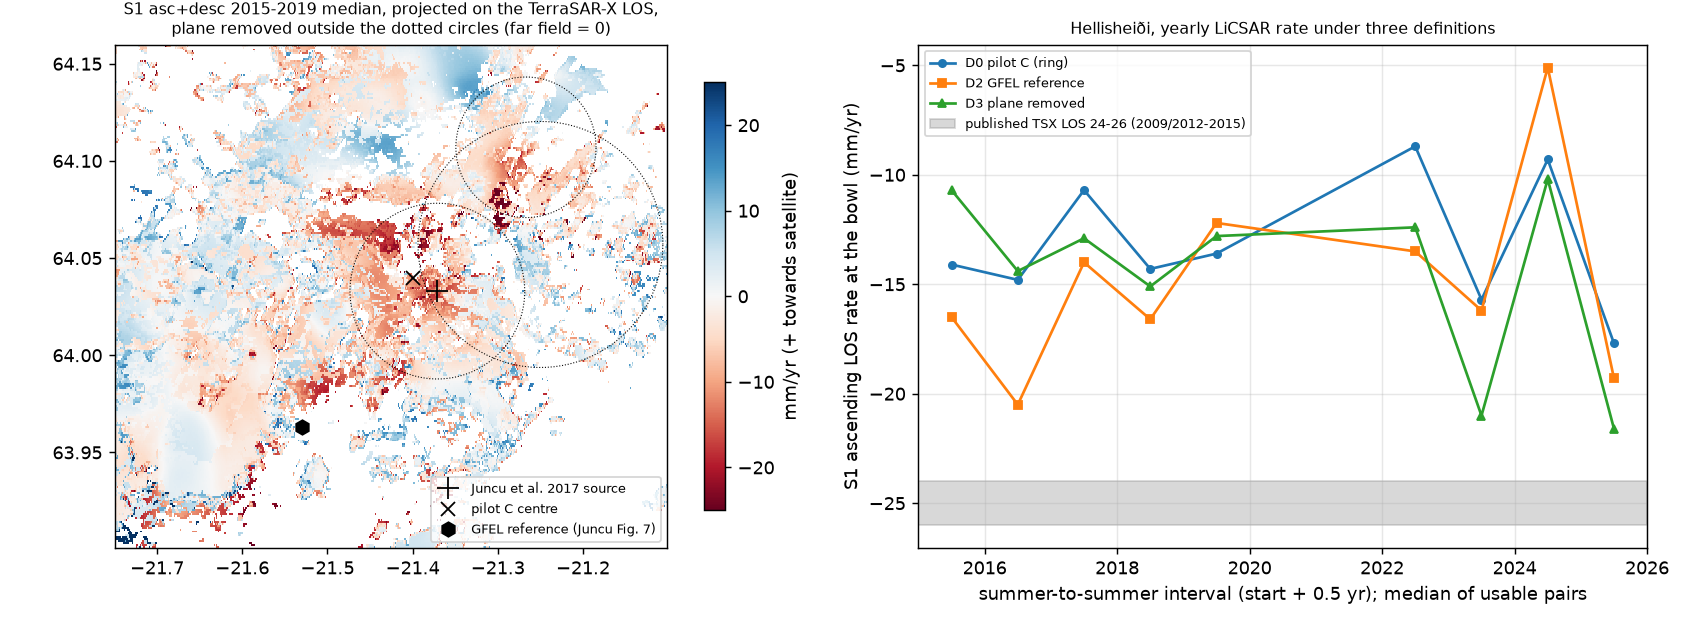 S1 asc+desc 2015-2019 median, projected on the TerraSAR-X LOS,
plane removed outside the dotted circles (far field = 0)
64.15
64.10
64.05
64.00
63.95
−21.7
−21.6
−21.5
−21.4
−21.3
−21.2
Juncu et al. 2017 source
pilot C centre
GFEL reference (Juncu Fig. 7)
20
10
0
−10
−20
mm/yr (+ towards satellite)
Hellisheiði, yearly LiCSAR rate under three definitions
D0 pilot C (ring)
D2 GFEL reference
D3 plane removed
published TSX LOS 24-26 (2009/2012-2015)
−5
−10
−15
−20
−25
S1 ascending LOS rate at the bowl (mm/yr)
2016
2018
2020
2022
2024
2026
summer-to-summer interval (start + 0.5 yr); median of usable pairs